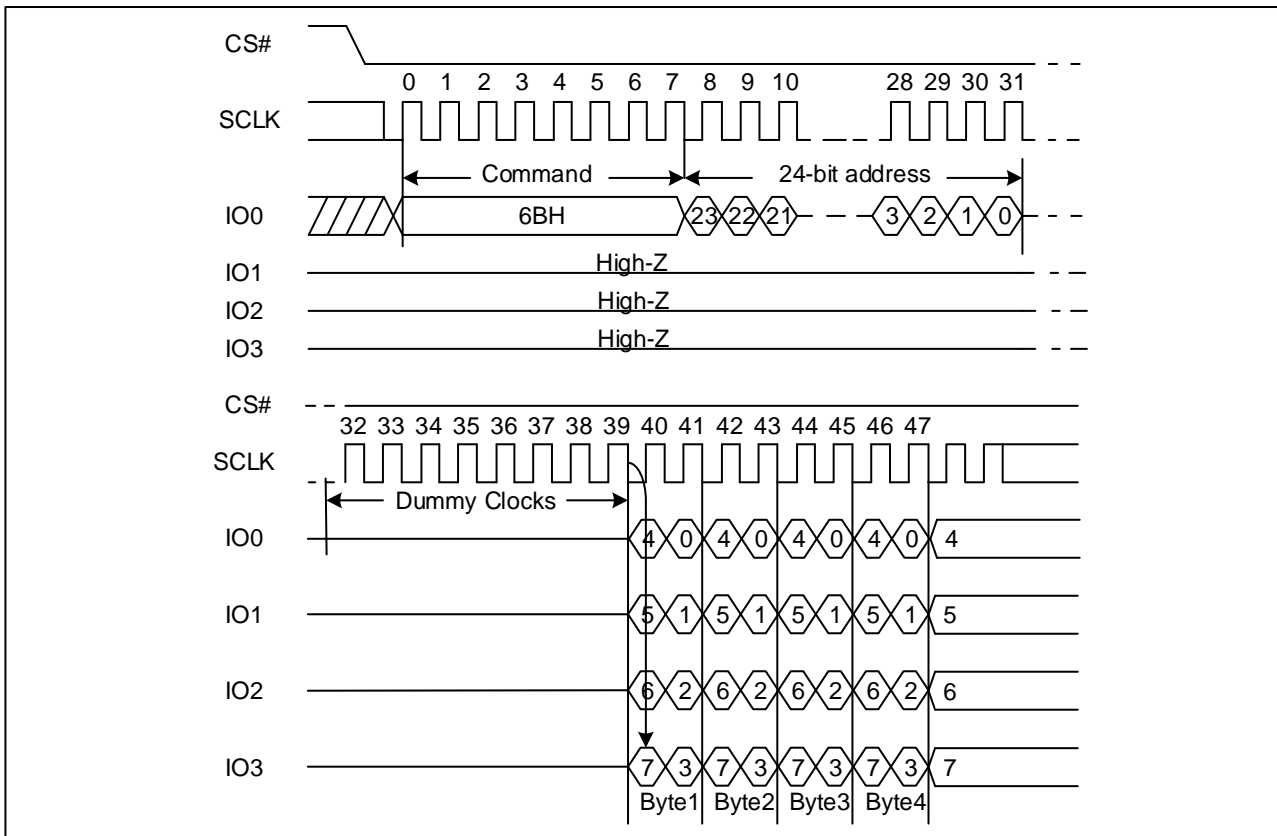 CS#
0 1 2 3 4 5 6 7 8 9 10 28 29 30 31
SCLK
Command 24-bit address
IO0 6BH 23 22 21 3 2 1 0
High-Z
IO1
High-Z
IO2
High-Z
IO3
CS#
32 33 34 35 36 37 38 39 40 41 42 43 44 45 46 47
SCLK
Dummy Clocks
IO0 4 0 4 0 4 0 4 0 4
IO1 5 1 5 1 5 1 5 1 5
IO2 6 2 6 2 6 2 6 2 6
IO3 7 3 7 3 7 3 7 3 7
Byte1 Byte2 Byte3 Byte4